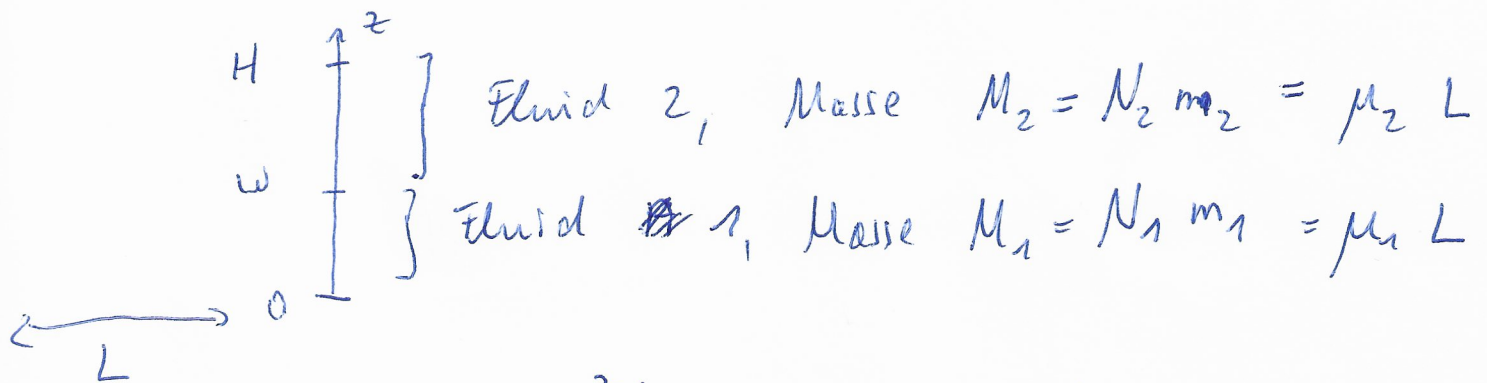 z
H
Fluid 2, Masse M₂ = N₂ m₂ = μ₂ L
ω
Fluid 1, Masse M₁ = N₁ m₁ = μ₁ L
0
L